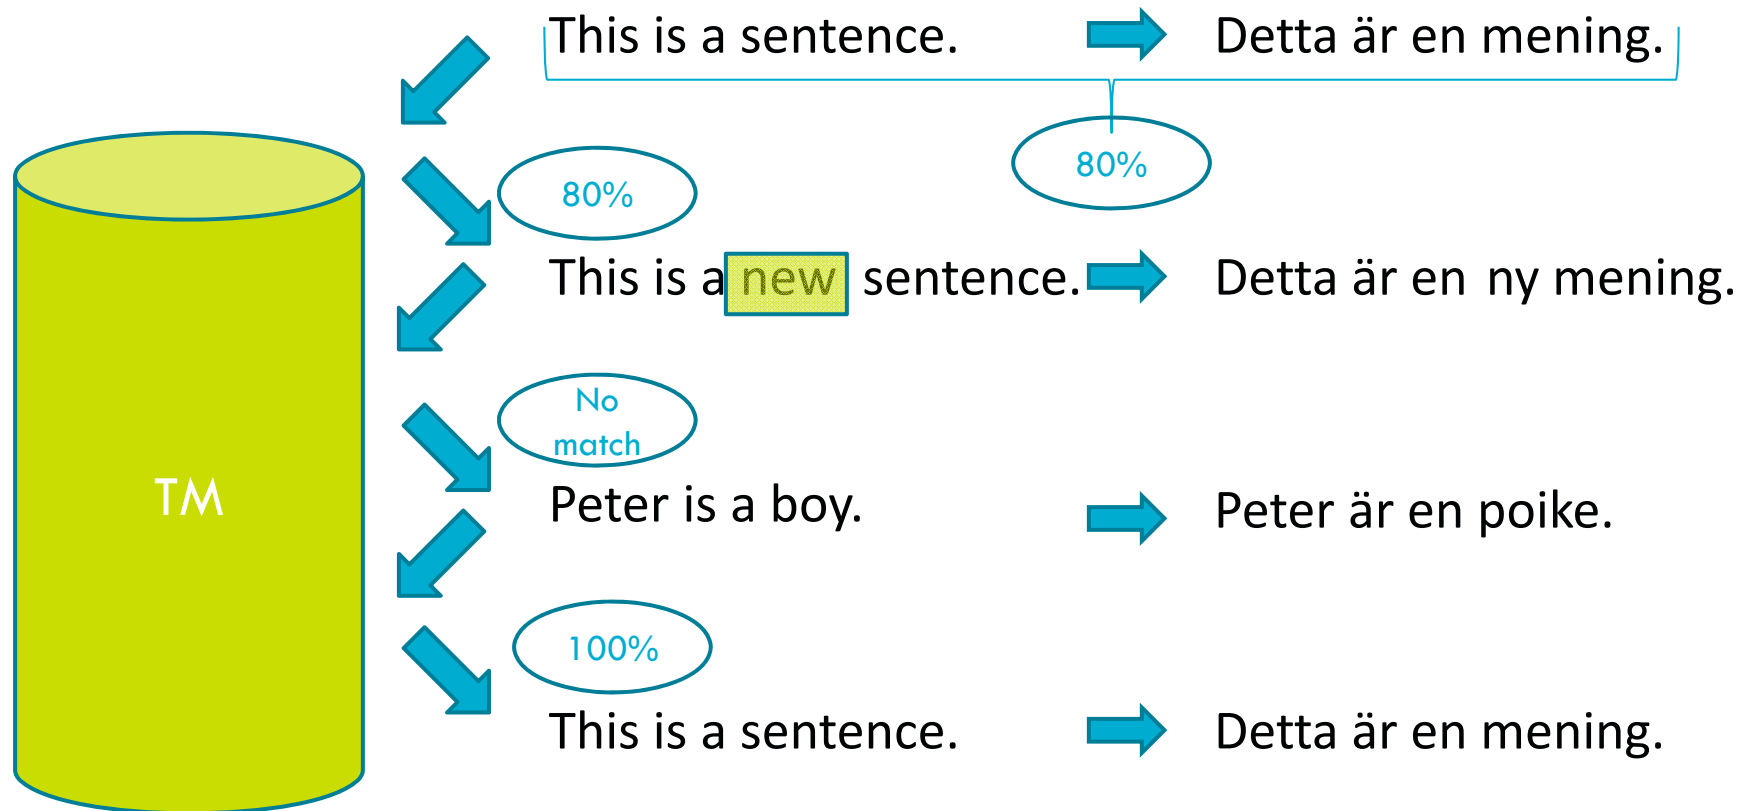 This is a sentence. Detta är en mening.
80%
80%
This is a new sentence. Detta är en ny mening.
No
match
TM
Peter is a boy. Peter är en poike.
100%
This is a sentence. Detta är en mening.